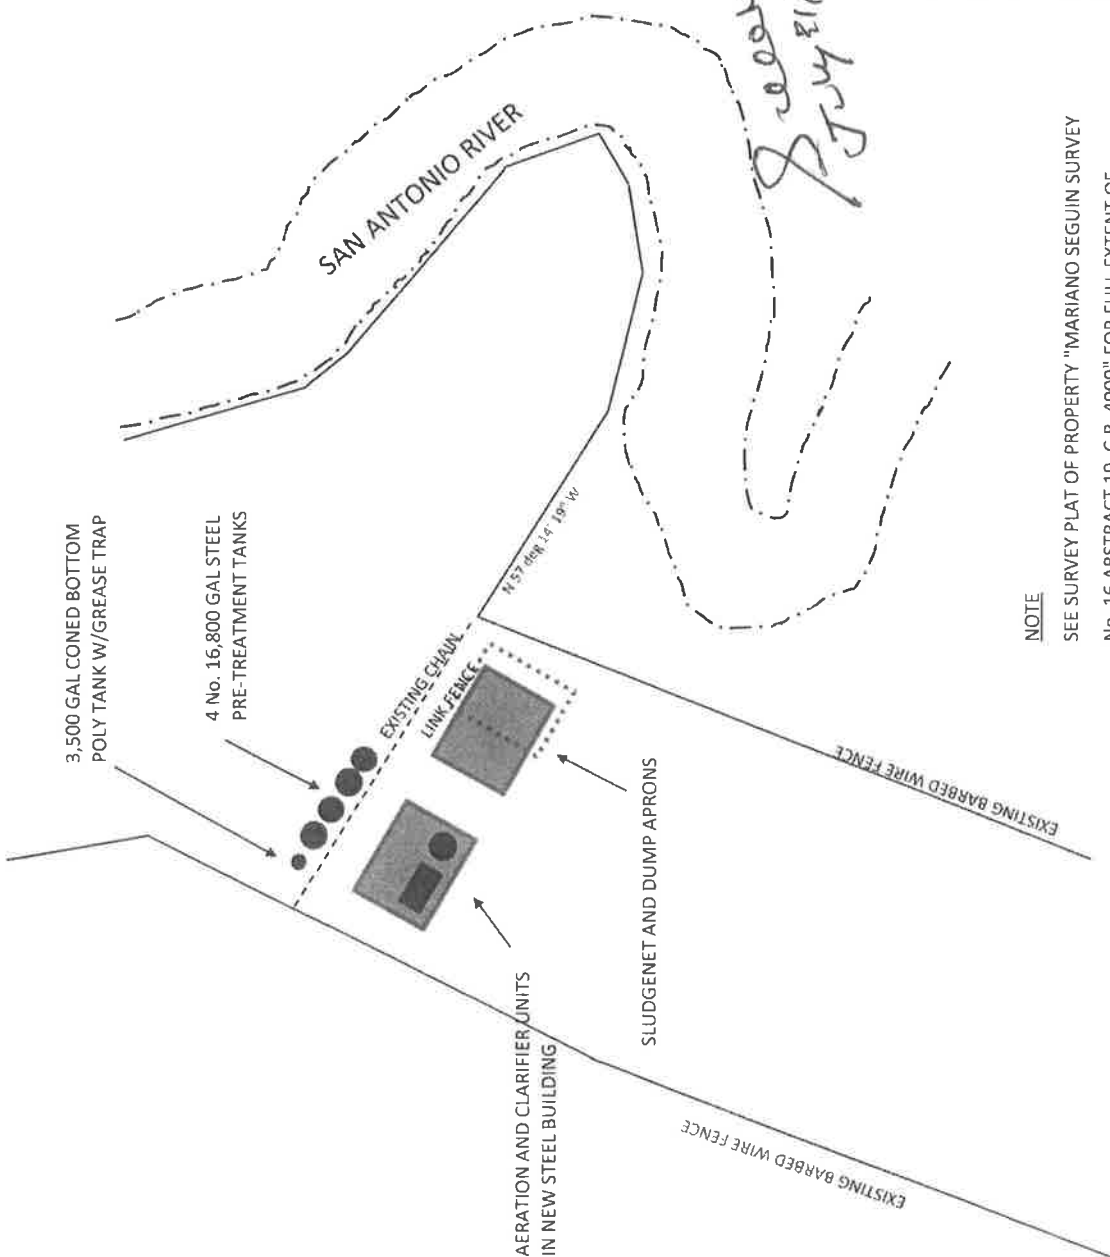 3,500 GAL CONED BOTTOM
POLY TANK W/GREASE TRAP
4 No. 16,800 GAL STEEL
PRE-TREATMENT TANKS
SAN ANTONIO RIVER
N 57 deg 14' 19" W
EXISTING CHAIN
LINK FENCE
AERATION AND CLARIFIER UNITS
IN NEW STEEL BUILDING
SLUDGENET AND DUMP APRONS
EXISTING BARBED WIRE FENCE
EXISTING BARBED WIRE FENCE
July
NOTE
SEE SURVEY PLAT OF PROPERTY "MARIANO SEGUIN SURVEY
No. 16 ABSTRACT 19, C.B. 4000" FOR FULL EXTENT OF